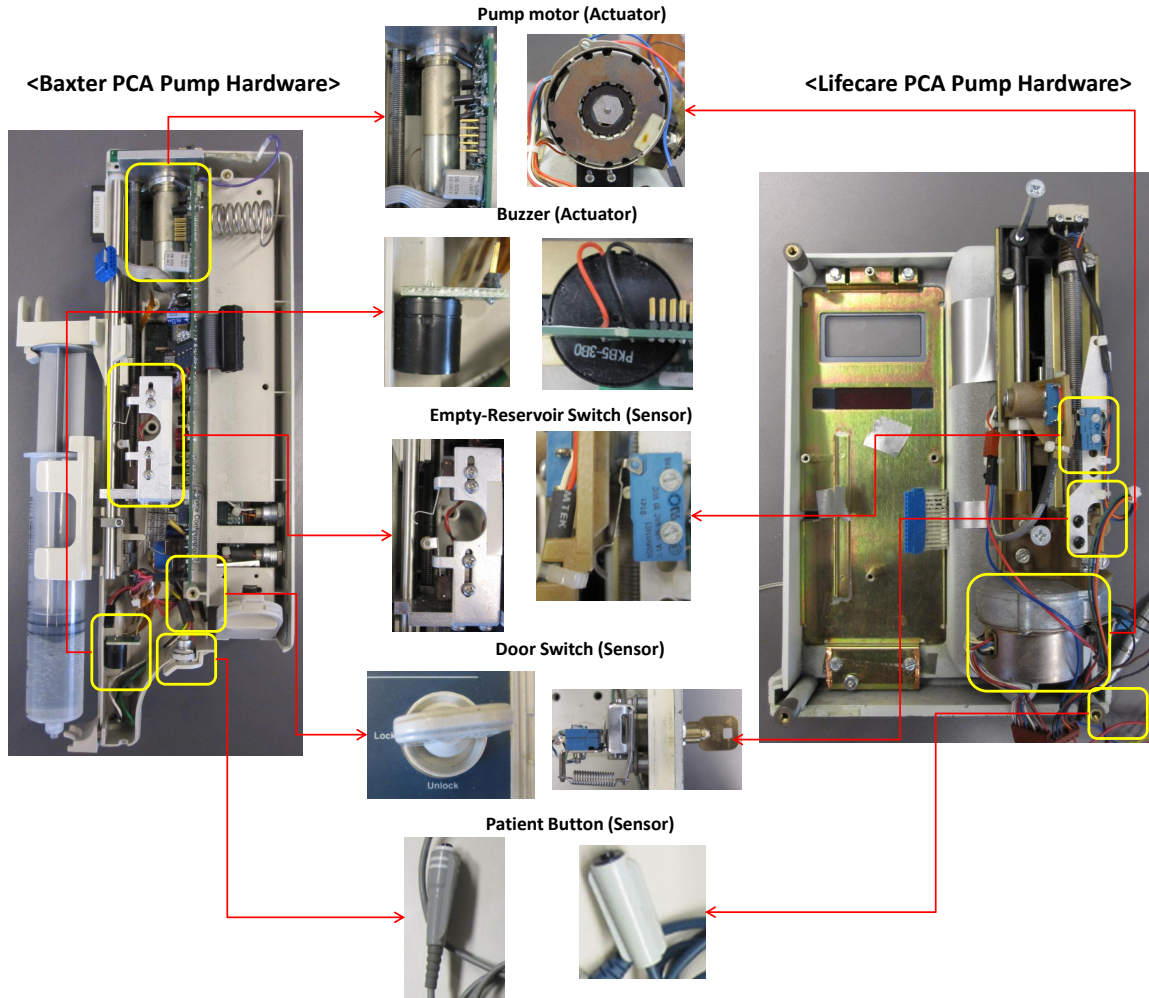 Pump motor (Actuator)
<Baxter PCA Pump Hardware>
<Lifecare PCA Pump Hardware>
Buzzer (Actuator)
PKB5-3B0
Empty-Reservoir Switch (Sensor)
Door Switch (Sensor)
Lock
Unlock
Patient Button (Sensor)